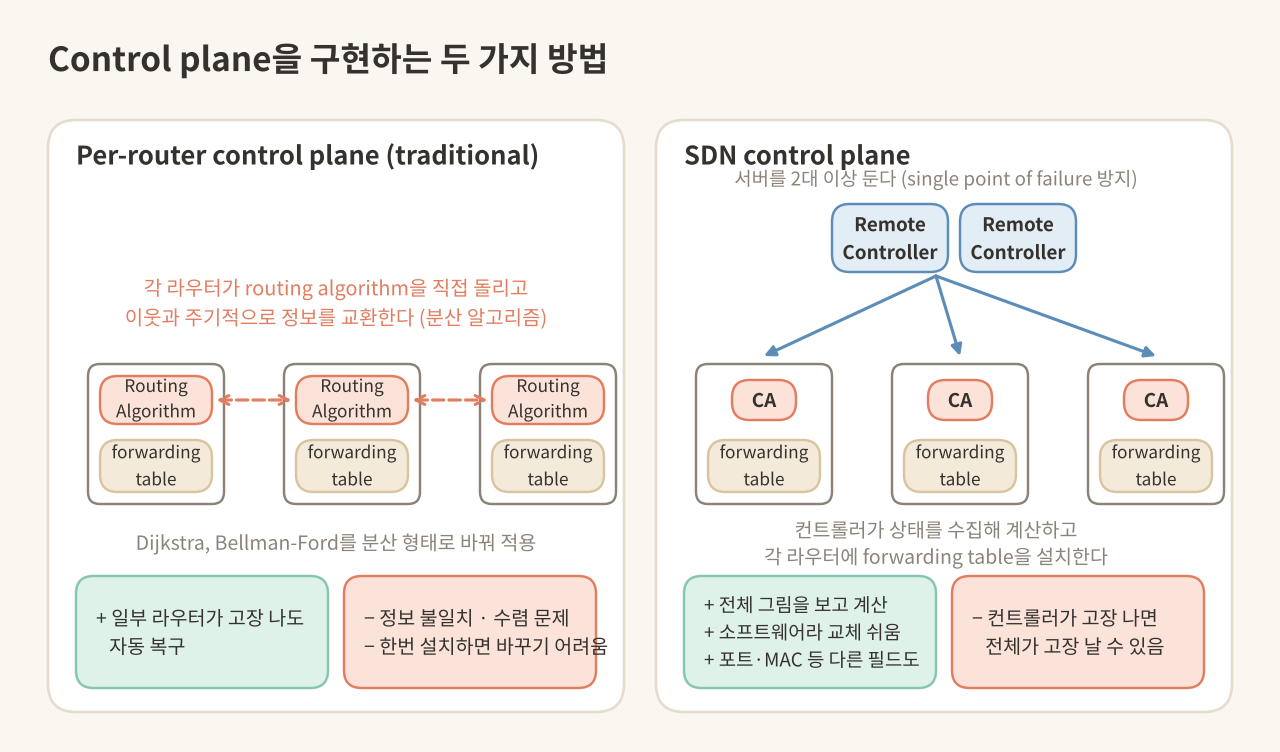 Control plane을 구현하는 두 가지 방법
Per-router control plane (traditional)
각 라우터가 routing algorithm을 직접 돌리고
이웃과 주기적으로 정보를 교환한다 (분산 알고리즘)
Routing
Algorithm
forwarding
table
Routing
Algorithm
forwarding
table
Routing
Algorithm
forwarding
table
Dijkstra, Bellman-Ford를 분산 형태로 바꿔 적용
+ 일부 라우터가 고장 나도
자동 복구
− 정보 불일치 · 수렴 문제
− 한번 설치하면 바꾸기 어려움
SDN control plane
서버를 2대 이상 둔다 (single point of failure 방지)
Remote
Controller
Remote
Controller
CA
forwarding
table
CA
forwarding
table
CA
forwarding
table
컨트롤러가 상태를 수집해 계산하고
각 라우터에 forwarding table을 설치한다
+ 전체 그림을 보고 계산
+ 소프트웨어라 교체 쉬움
+ 포트·MAC 등 다른 필드도
− 컨트롤러가 고장 나면
전체가 고장 날 수 있음